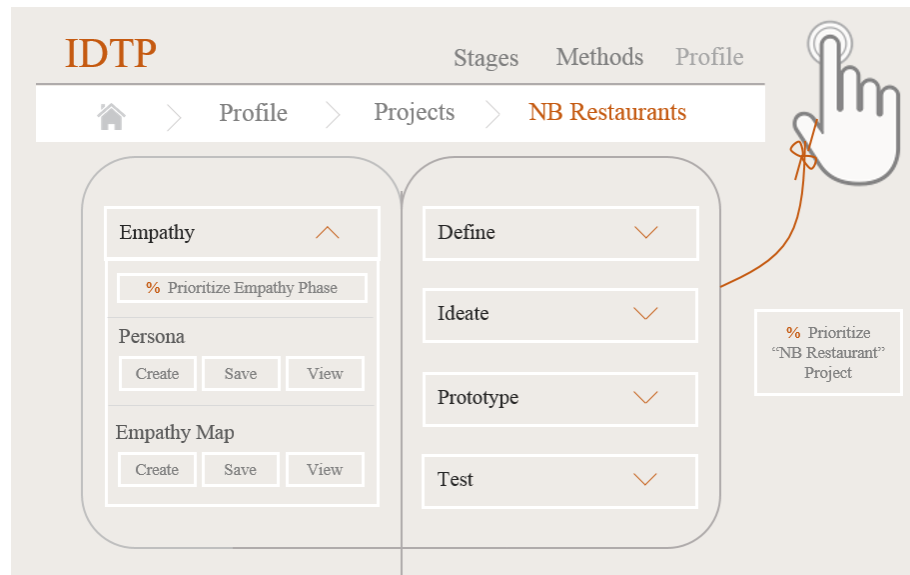 IDTP
Stages Methods Profile
Profile Projects NB Restaurants
Empathy
% Prioritize Empathy Phase
Persona
Create Save View
Empathy Map
Create Save View
Define
Ideate
Prototype
Test
% Prioritize
“NB Restaurant”
Project